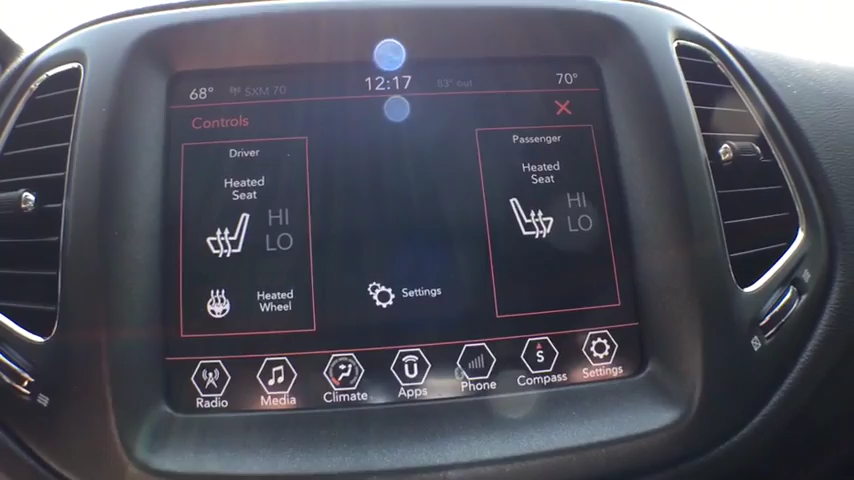 68° SXM 70 12:17 53° out 70°
Controls
Driver
Heated
Seat
HI
LO
Heated
Wheel
Settings
Passenger
Heated
Seat
HI
LO
Radio Media Climate Apps Phone S Compass Settings